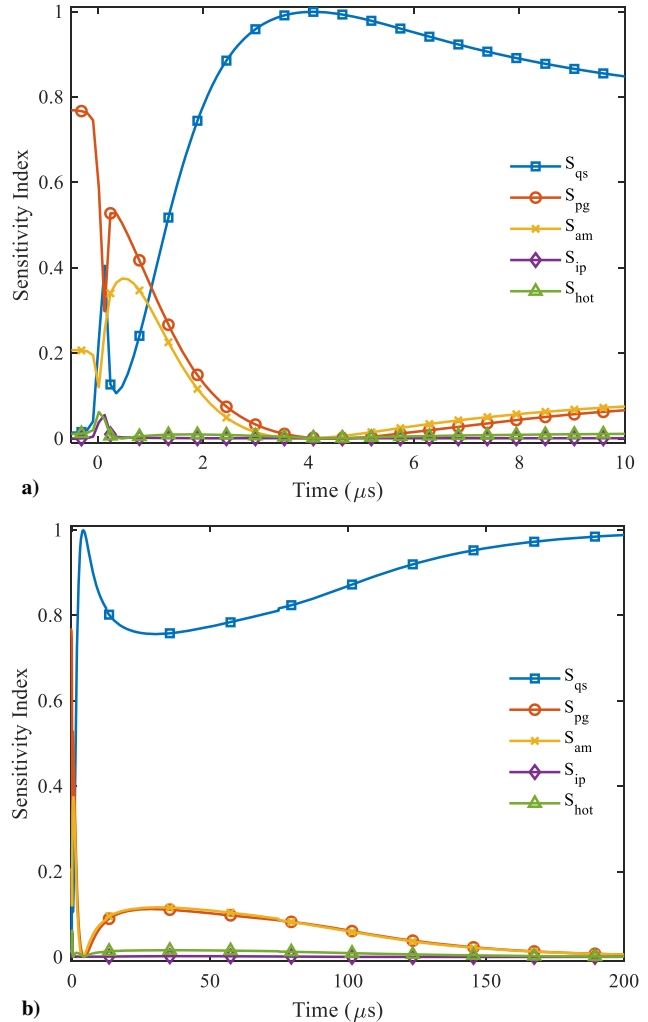 1
0.8
0.6
0.4
0.2
0
Sensitivity Index
S_qs
S_pg
S_am
S_ip
S_hot
0 2 4 6 8 10
Time (μs)
a)
1
0.8
0.6
0.4
0.2
0
Sensitivity Index
S_qs
S_pg
S_am
S_ip
S_hot
0 50 100 150 200
Time (μs)
b)